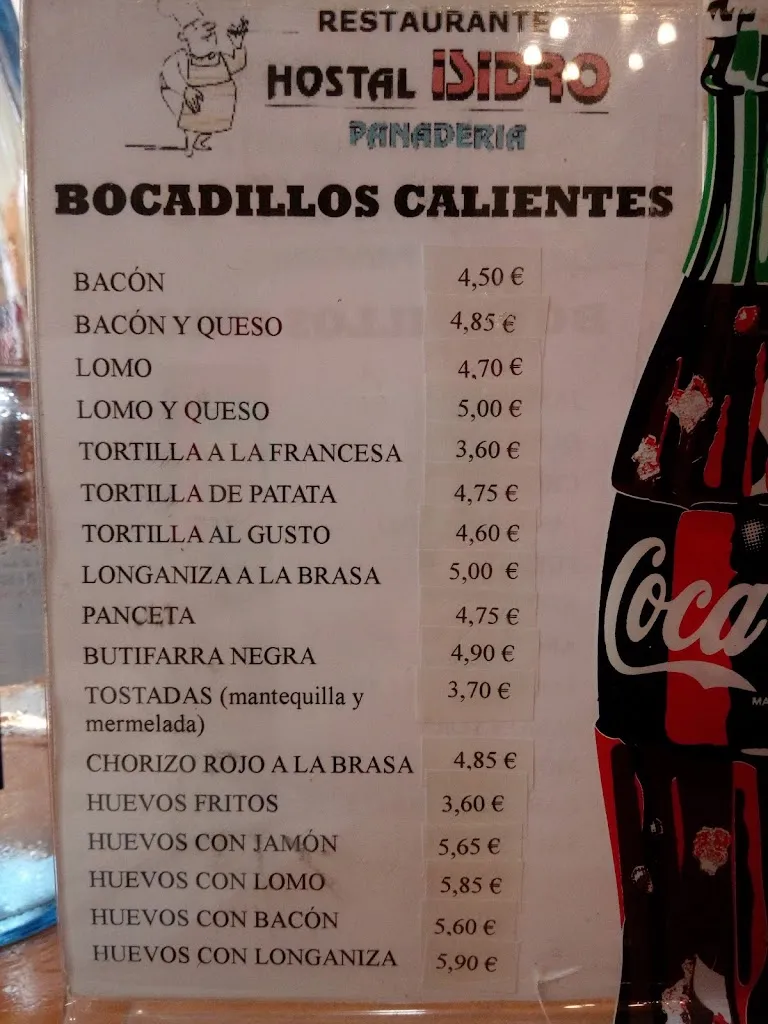 RESTAURANTE
HOSTAL ISIDRO
PANADERIA
BOCADILLOS CALIENTES
BACÓN 4,50 €
BACÓN Y QUESO 4,85 €
LOMO 4,70 €
LOMO Y QUESO 5,00 €
TORTILLA A LA FRANCESA 3,60 €
TORTILLA DE PATATA 4,75 €
TORTILLA AL GUSTO 4,60 €
LONGANIZA A LA BRASA 5,00 €
PANCETA 4,75 €
BUTIFARRA NEGRA 4,90 €
TOSTADAS (mantequilla y 3,70 €
mermelada)
CHORIZO ROJO A LA BRASA 4,85 €
HUEVOS FRITOS 3,60 €
HUEVOS CON JAMÓN 5,65 €
HUEVOS CON LOMO 5,85 €
HUEVOS CON BACÓN 5,60 €
HUEVOS CON LONGANIZA 5,90 €
Coca
MA